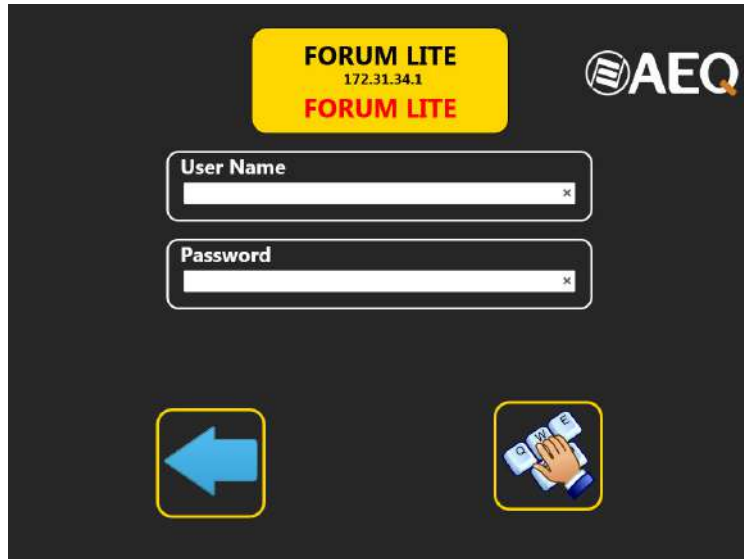 FORUM LITE
172.31.34.1
FORUM LITE
AEQ
User Name
×
Password
×
Q W E